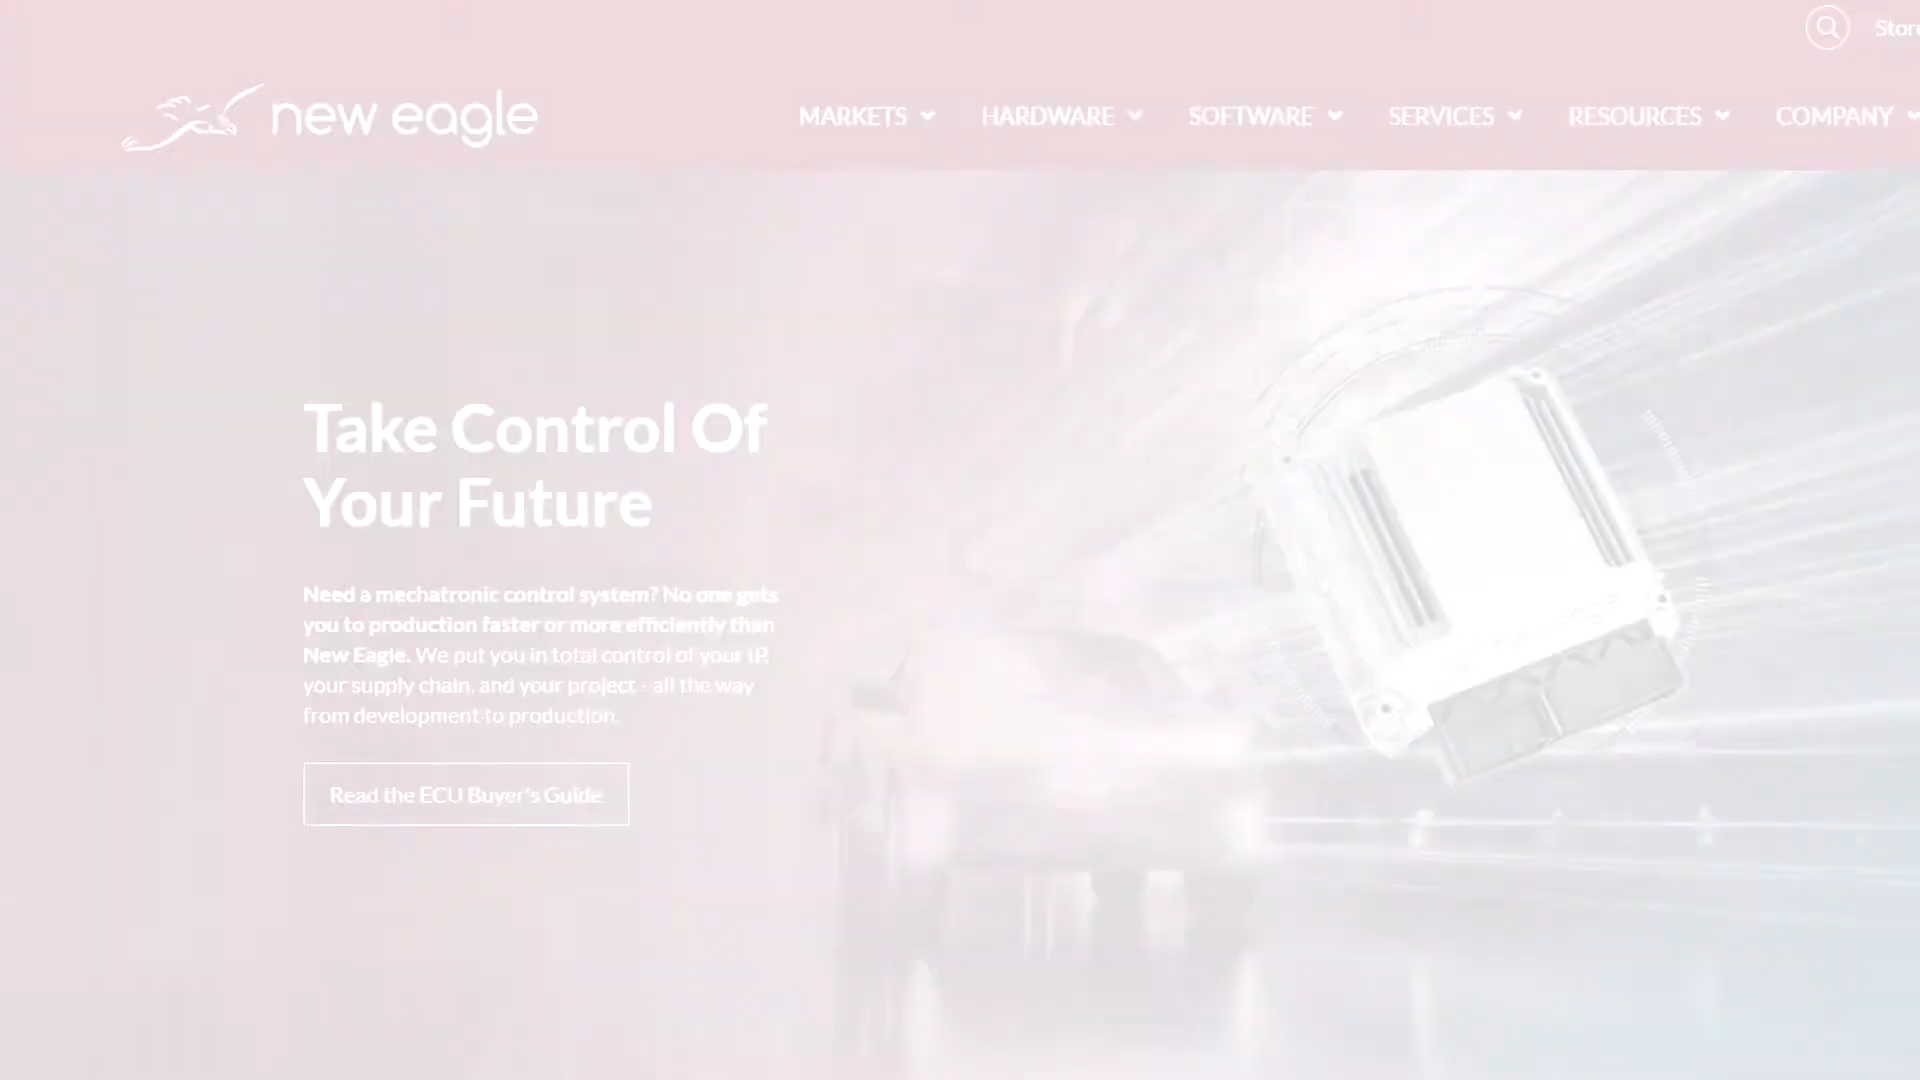 Store
new eagle
MARKETS HARDWARE SOFTWARE SERVICES RESOURCES COMPANY
Take Control Of
Your Future
Need a mechatronic control system? No one gets
you to production faster or more efficiently than
New Eagle. We put you in total control of your IP,
your supply chain, and your project - all the way
from development to production.
Read the ECU Buyer's Guide